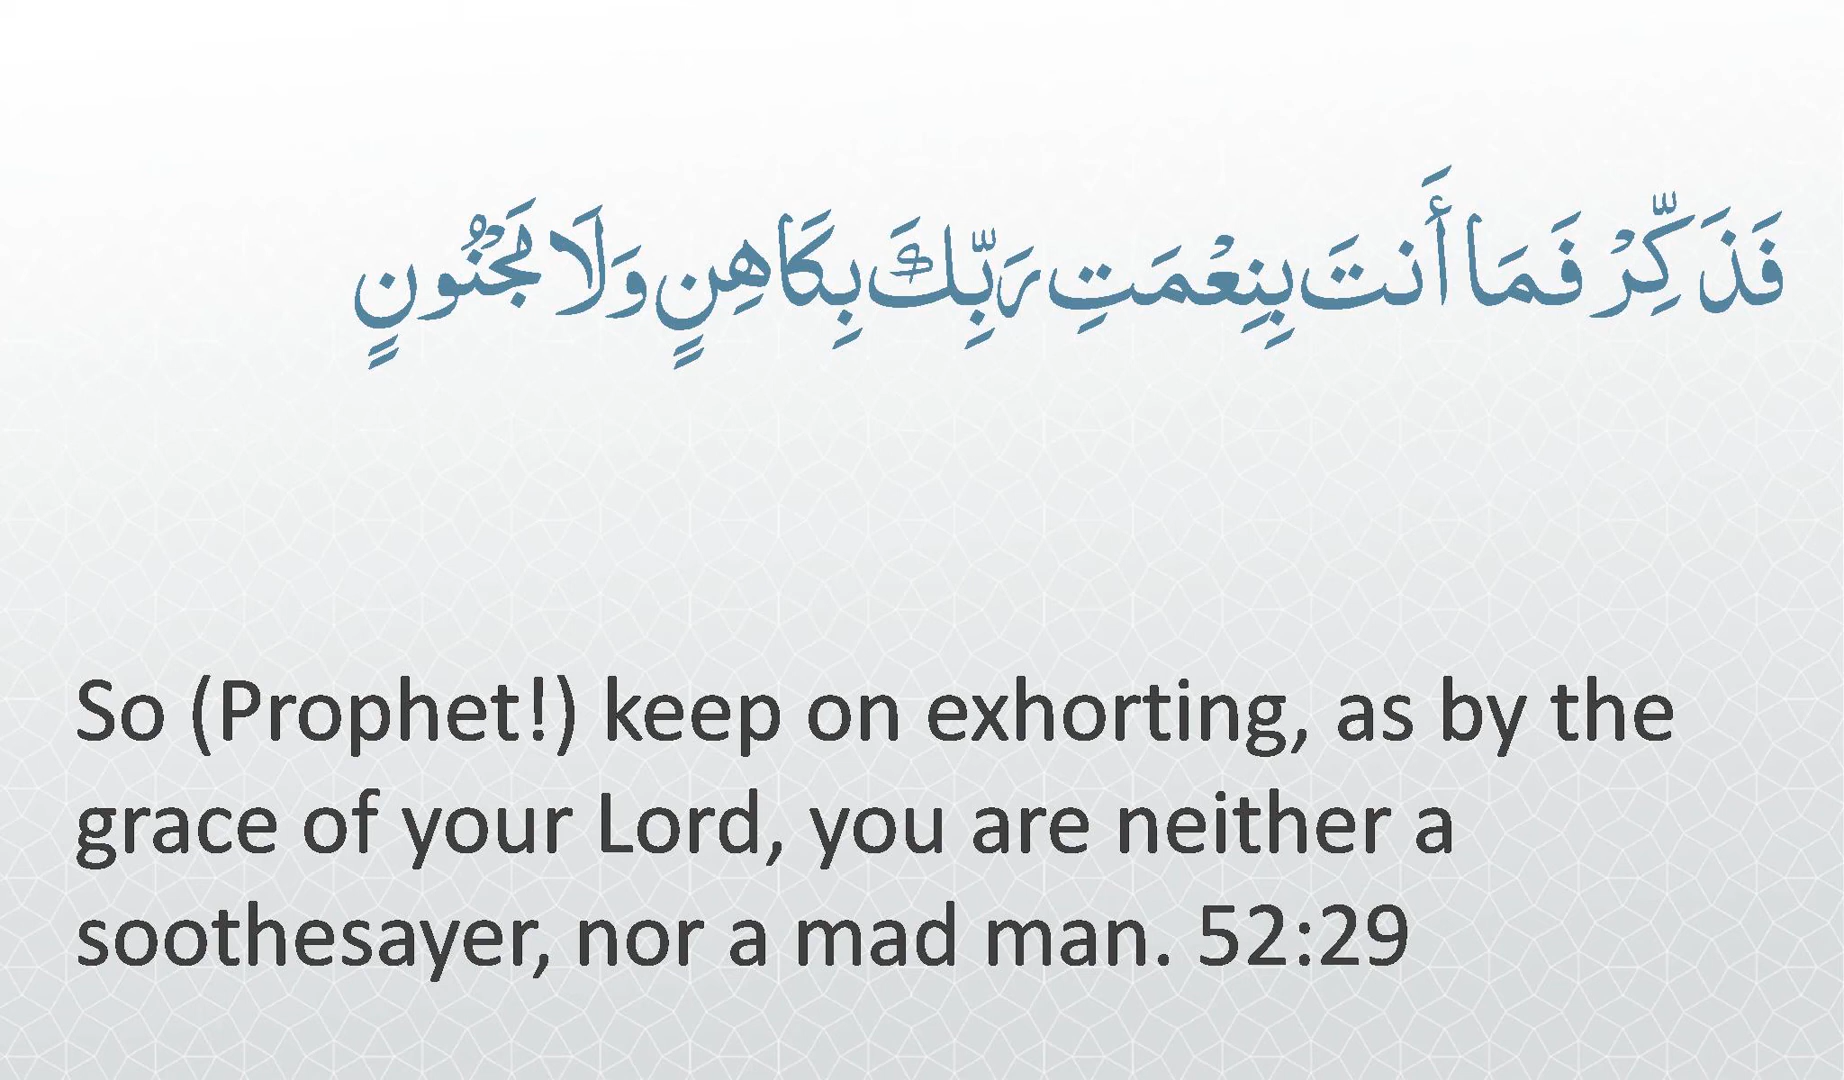 فَذَكِّرْ فَمَا أَنتَ بِنِعْمَتِ رَبِّكَ بِكَاهِنٍ وَلَا مَجْنُونٍ
So (Prophet!) keep on exhorting, as by the
grace of your Lord, you are neither a
soothesayer, nor a mad man. 52:29